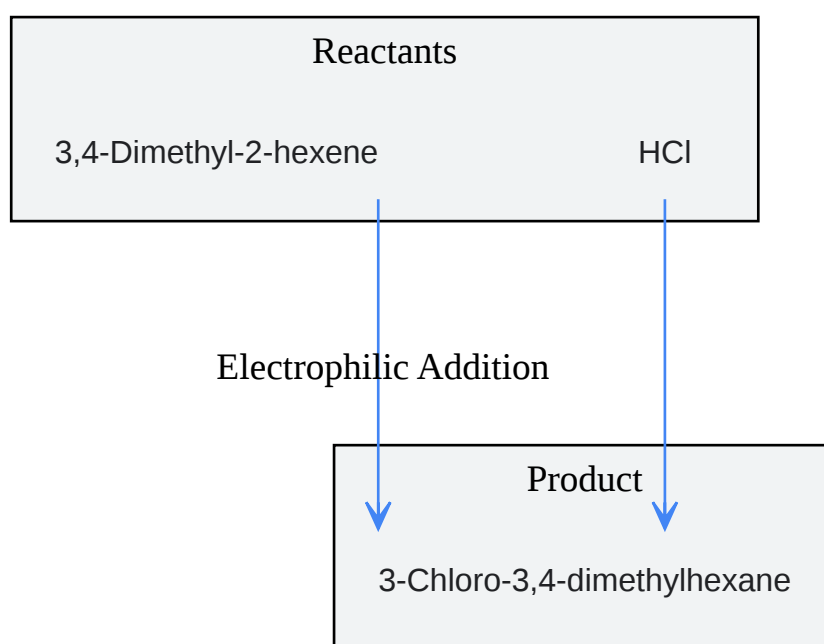 Reactants
3,4-Dimethyl-2-hexene HCl
Electrophilic Addition
Product
3-Chloro-3,4-dimethylhexane